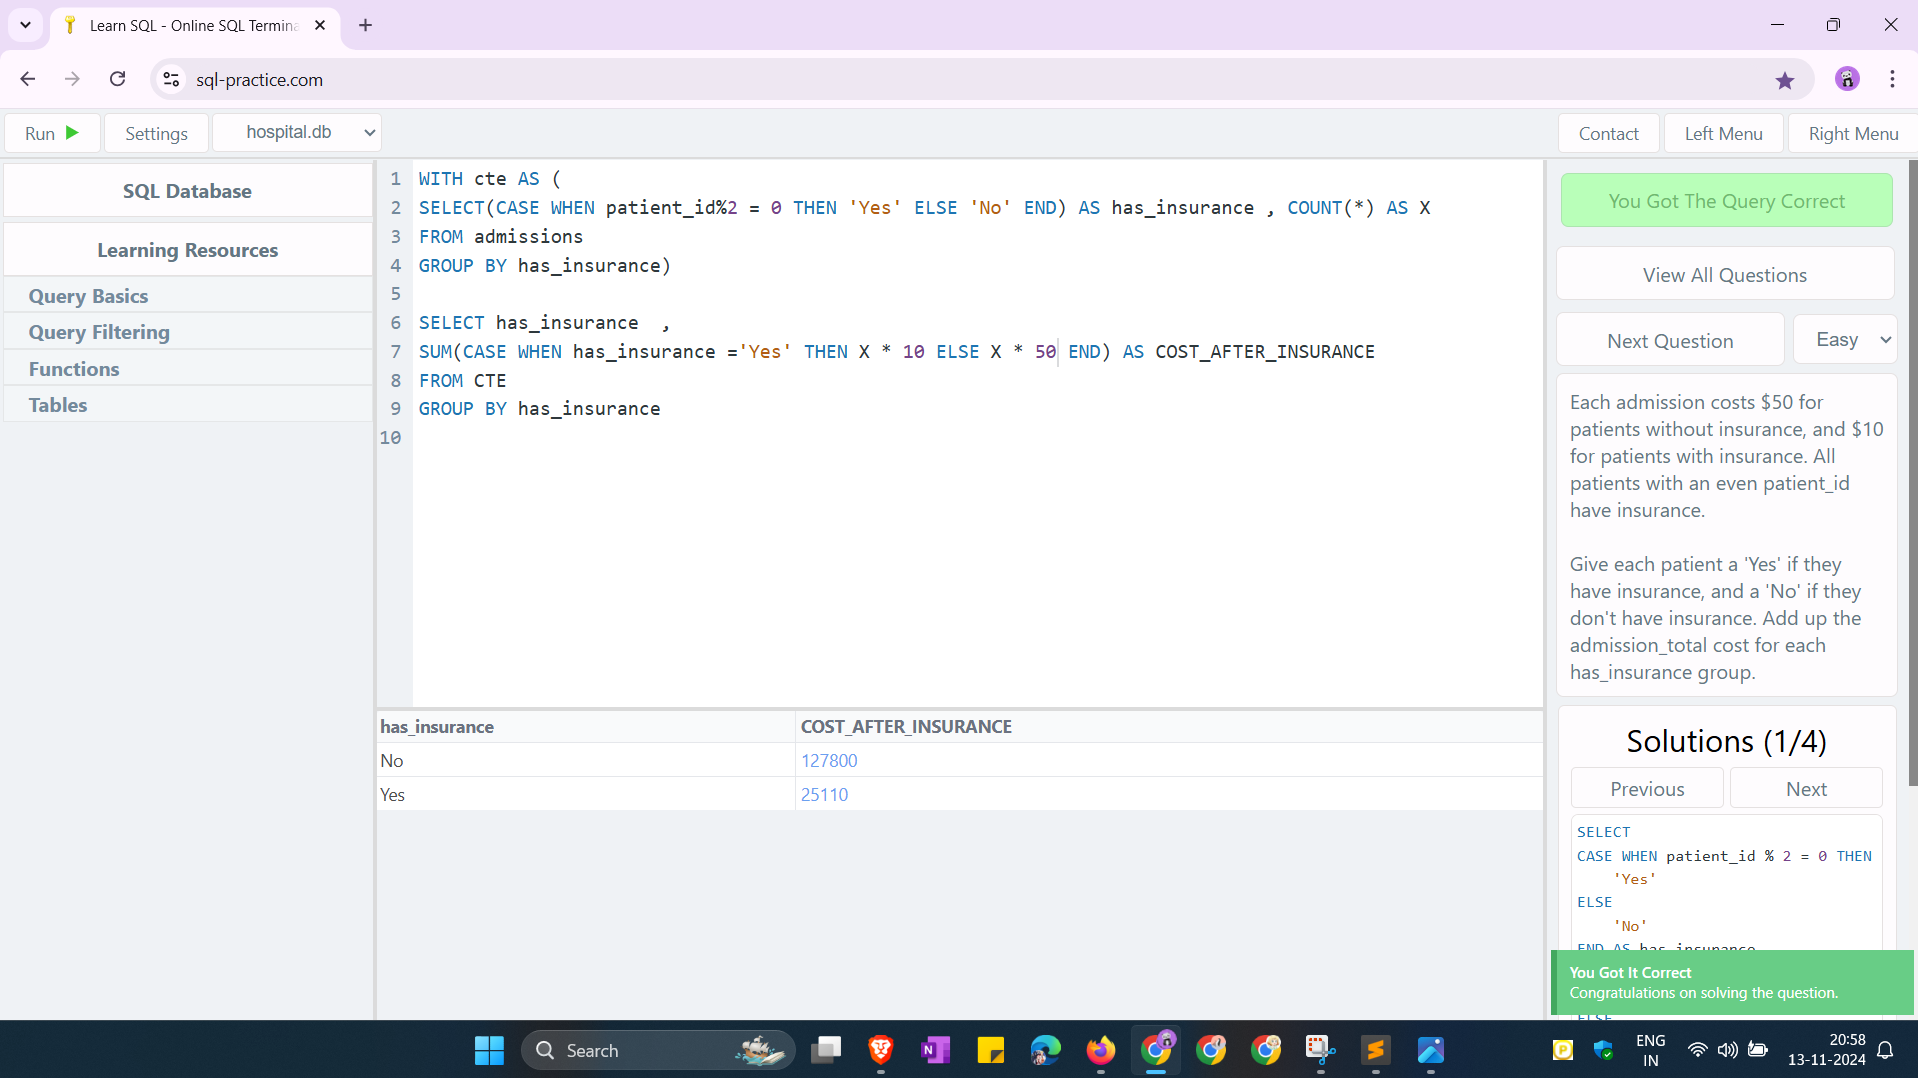 Learn SQL - Online SQL Termina
sql-practice.com
Run
Settings
hospital.db
Contact
Left Menu
Right Menu
SQL Database
Learning Resources
Query Basics
Query Filtering
Functions
Tables
1 WITH cte AS (
2 SELECT(CASE WHEN patient_id%2 = 0 THEN 'Yes' ELSE 'No' END) AS has_insurance , COUNT(*) AS X
3 FROM admissions
4 GROUP BY has_insurance)
5
6 SELECT has_insurance  ,
7 SUM(CASE WHEN has_insurance ='Yes' THEN X * 10 ELSE X * 50 END) AS COST_AFTER_INSURANCE
8 FROM CTE
9 GROUP BY has_insurance
10
has_insurance COST_AFTER_INSURANCE
No 127800
Yes 25110
You Got The Query Correct
View All Questions
Next Question
Easy
Each admission costs $50 for
patients without insurance, and $10
for patients with insurance. All
patients with an even patient_id
have insurance.
Give each patient a 'Yes' if they
have insurance, and a 'No' if they
don't have insurance. Add up the
admission_total cost for each
has_insurance group.
Solutions (1/4)
Previous
Next
SELECT
CASE WHEN patient_id % 2 = 0 THEN
'Yes'
ELSE
'No'
END AS has_insurance
You Got It Correct
Congratulations on solving the question.
ELSE
Search
ENG
IN
20:58
13-11-2024